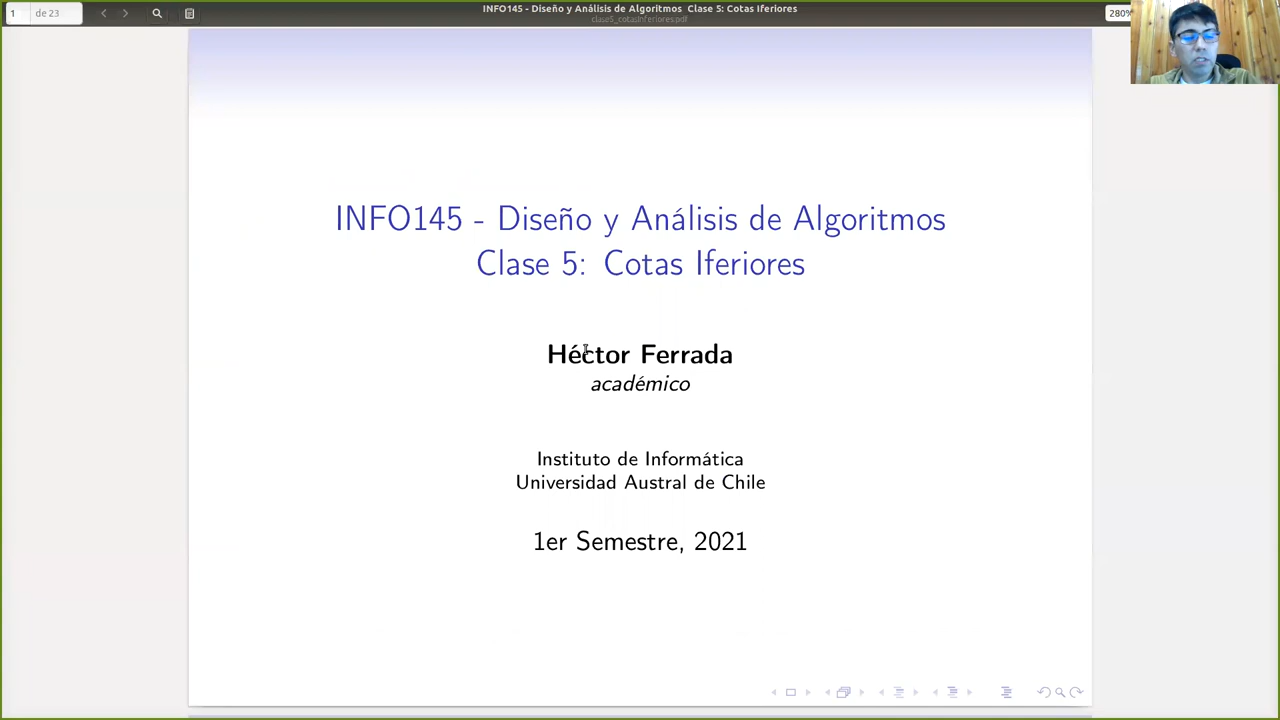 1 de 23
INFO145 - Diseño y Análisis de Algoritmos Clase 5: Cotas Iferiores
clase5_cotasInferiores.pdf
280%
INFO145 - Diseño y Análisis de Algoritmos
Clase 5: Cotas Iferiores
Héctor Ferrada
académico
Instituto de Informática
Universidad Austral de Chile
1er Semestre, 2021